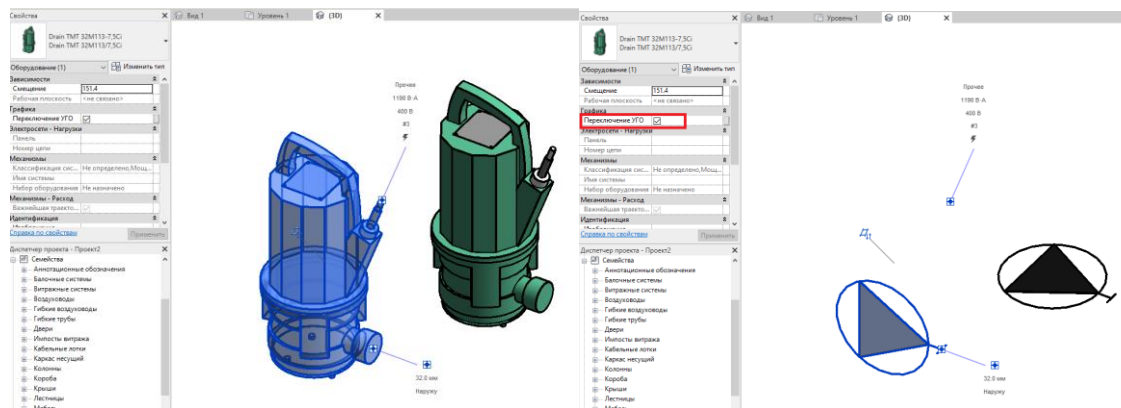 Свойства
Drain TMT 32M113-7,5Ci
Drain TMT 32M113/7,5Ci
Оборудование (1)
Изменить тип
Зависимости
Смещение 151.4
Рабочая плоскость <не связано>
Графика
Переключение УГО
Электросети - Нагрузки
Панель
Номер цепи
Механизмы
Классификация сис... Не определено,Мощ...
Имя системы
Набор оборудования Не назначено
Механизмы - Расход
Важнейшая траекто...
Идентификация
Справка по свойствам
Применить
Диспетчер проекта - Проект2
Семейства
Аннотационные обозначения
Балочные системы
Витражные системы
Воздуховоды
Гибкие воздуховоды
Гибкие трубы
Двери
Импосты витража
Кабельные лотки
Каркас несущий
Колонны
Короба
Крыши
Лестницы
Мебель
Вид 1
Уровень 1
{3D}
Прочее
1198 В·А
400 В
#3
32.0 мм
Наружу
Свойства
Drain TMT 32M113-7,5Ci
Drain TMT 32M113/7,5Ci
Оборудование (1)
Изменить тип
Зависимости
Смещение 151.4
Рабочая плоскость <не связано>
Графика
Переключение УГО
Электросети - Нагрузки
Панель
Номер цепи
Механизмы
Классификация сис... Не определено,Мощ...
Имя системы
Набор оборудования Не назначено
Механизмы - Расход
Важнейшая траекто...
Идентификация
Справка по свойствам
Применить
Диспетчер проекта - Проект2
Семейства
Аннотационные обозначения
Балочные системы
Витражные системы
Воздуховоды
Гибкие воздуховоды
Гибкие трубы
Двери
Импосты витража
Кабельные лотки
Каркас несущий
Колонны
Короба
Крыши
Лестницы
Мебель
Вид 1
Уровень 1
{3D}
Прочее
1198 В·А
400 В
#3
32.0 мм
Наружу